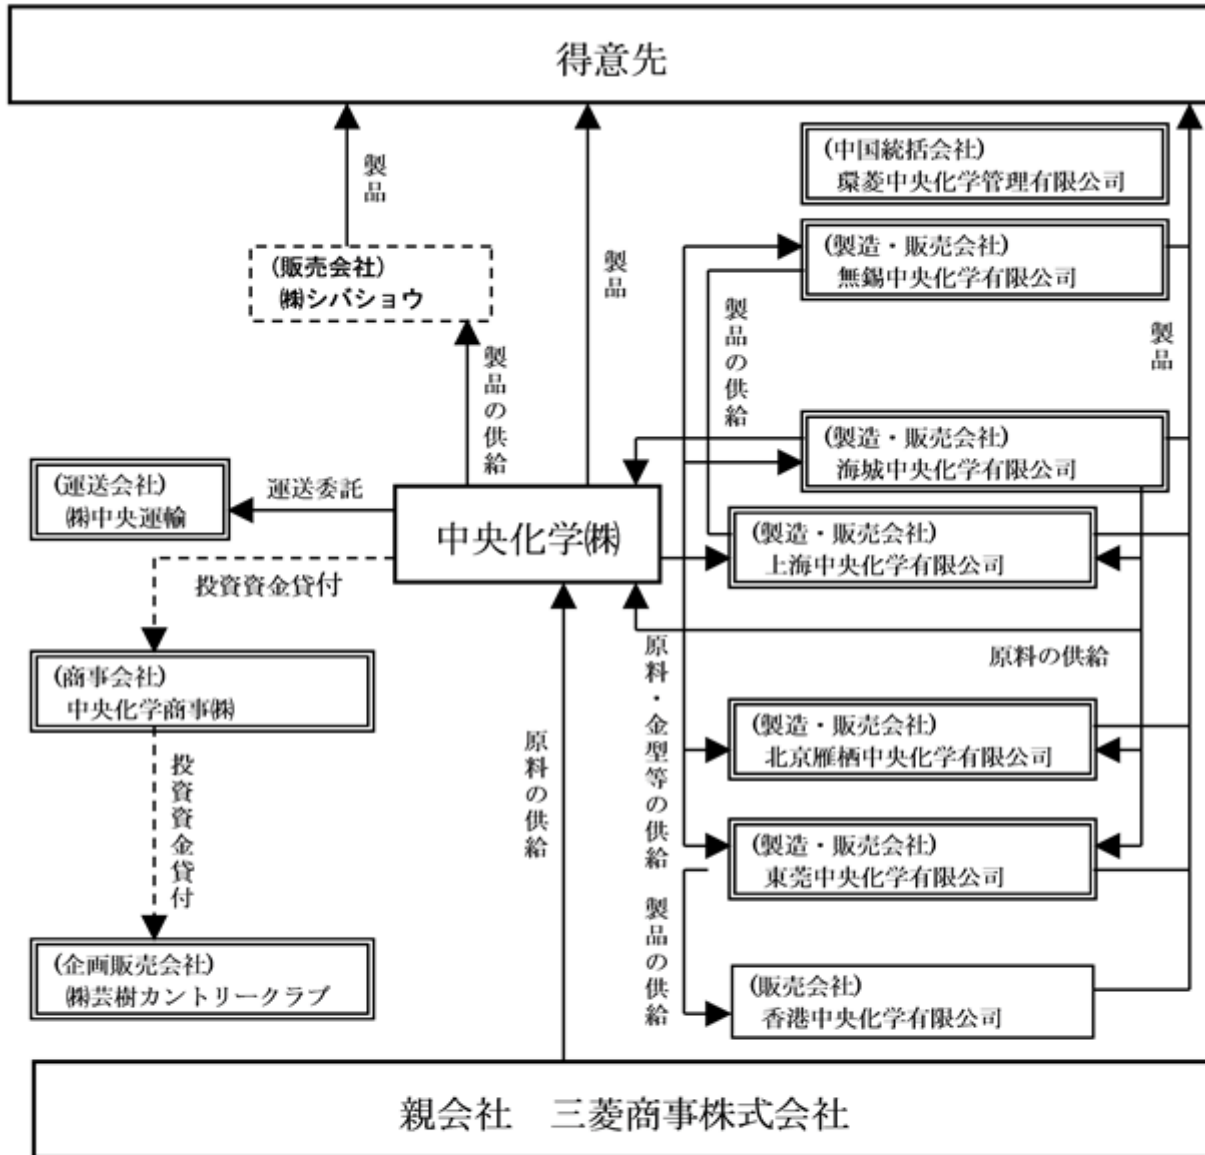 得意先
製品
(販売会社)
㈱シバショウ
製品の供給
製品
(中国統括会社)
環菱中央化学管理有限公司
(製造・販売会社)
無錫中央化学有限公司
製品の供給
製品
(製造・販売会社)
海城中央化学有限公司
(運送会社)
㈱中央運輸
運送委託
中央化学㈱
(製造・販売会社)
上海中央化学有限公司
投資資金貸付
原料の供給
(商事会社)
中央化学商事㈱
投資資金貸付
原料の供給
原料・金型等の供給
(製造・販売会社)
北京雁栖中央化学有限公司
(製造・販売会社)
東莞中央化学有限公司
製品の供給
(企画販売会社)
㈱芸樹カントリークラブ
(販売会社)
香港中央化学有限公司
親会社　三菱商事株式会社